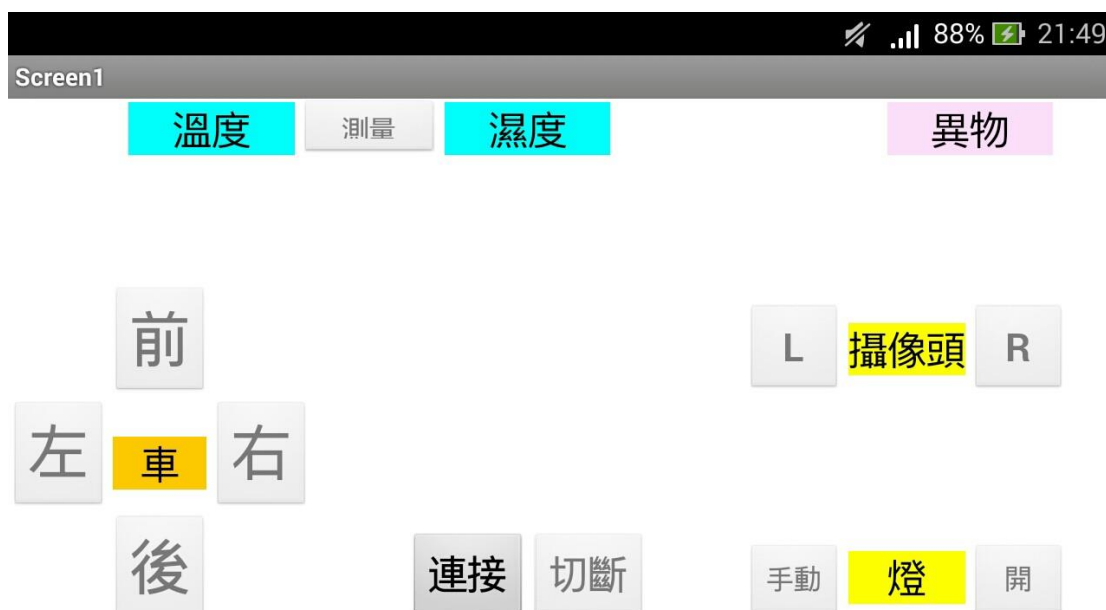 88% 21:49
Screen1
溫度 測量 濕度 異物
前
L 攝像頭 R
左 車 右
後 連接 切斷 手動 燈 開